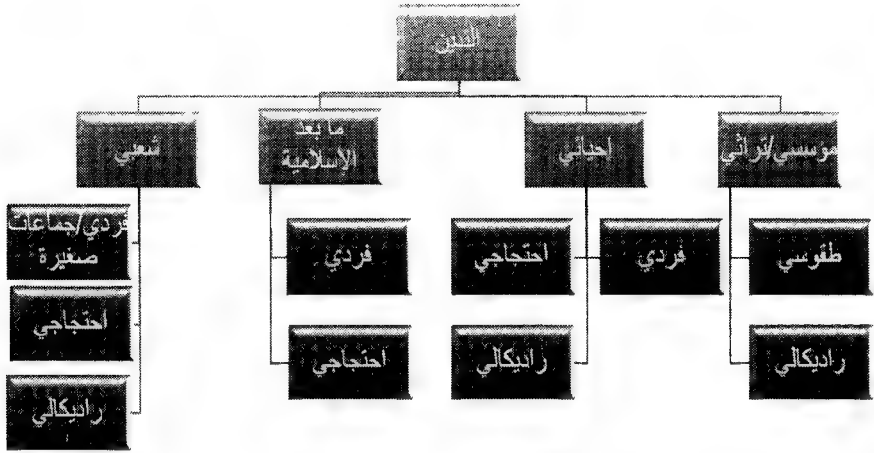 التدين
مؤسسي/تراثي
احيائي
ما بعد
الإسلامية
شعبي
طقوسي
راديكالي
فردي
احتجاجي
راديكالي
فردي
احتجاجي
فردي/جماعات
صغيرة
احتجاجي
راديكالي